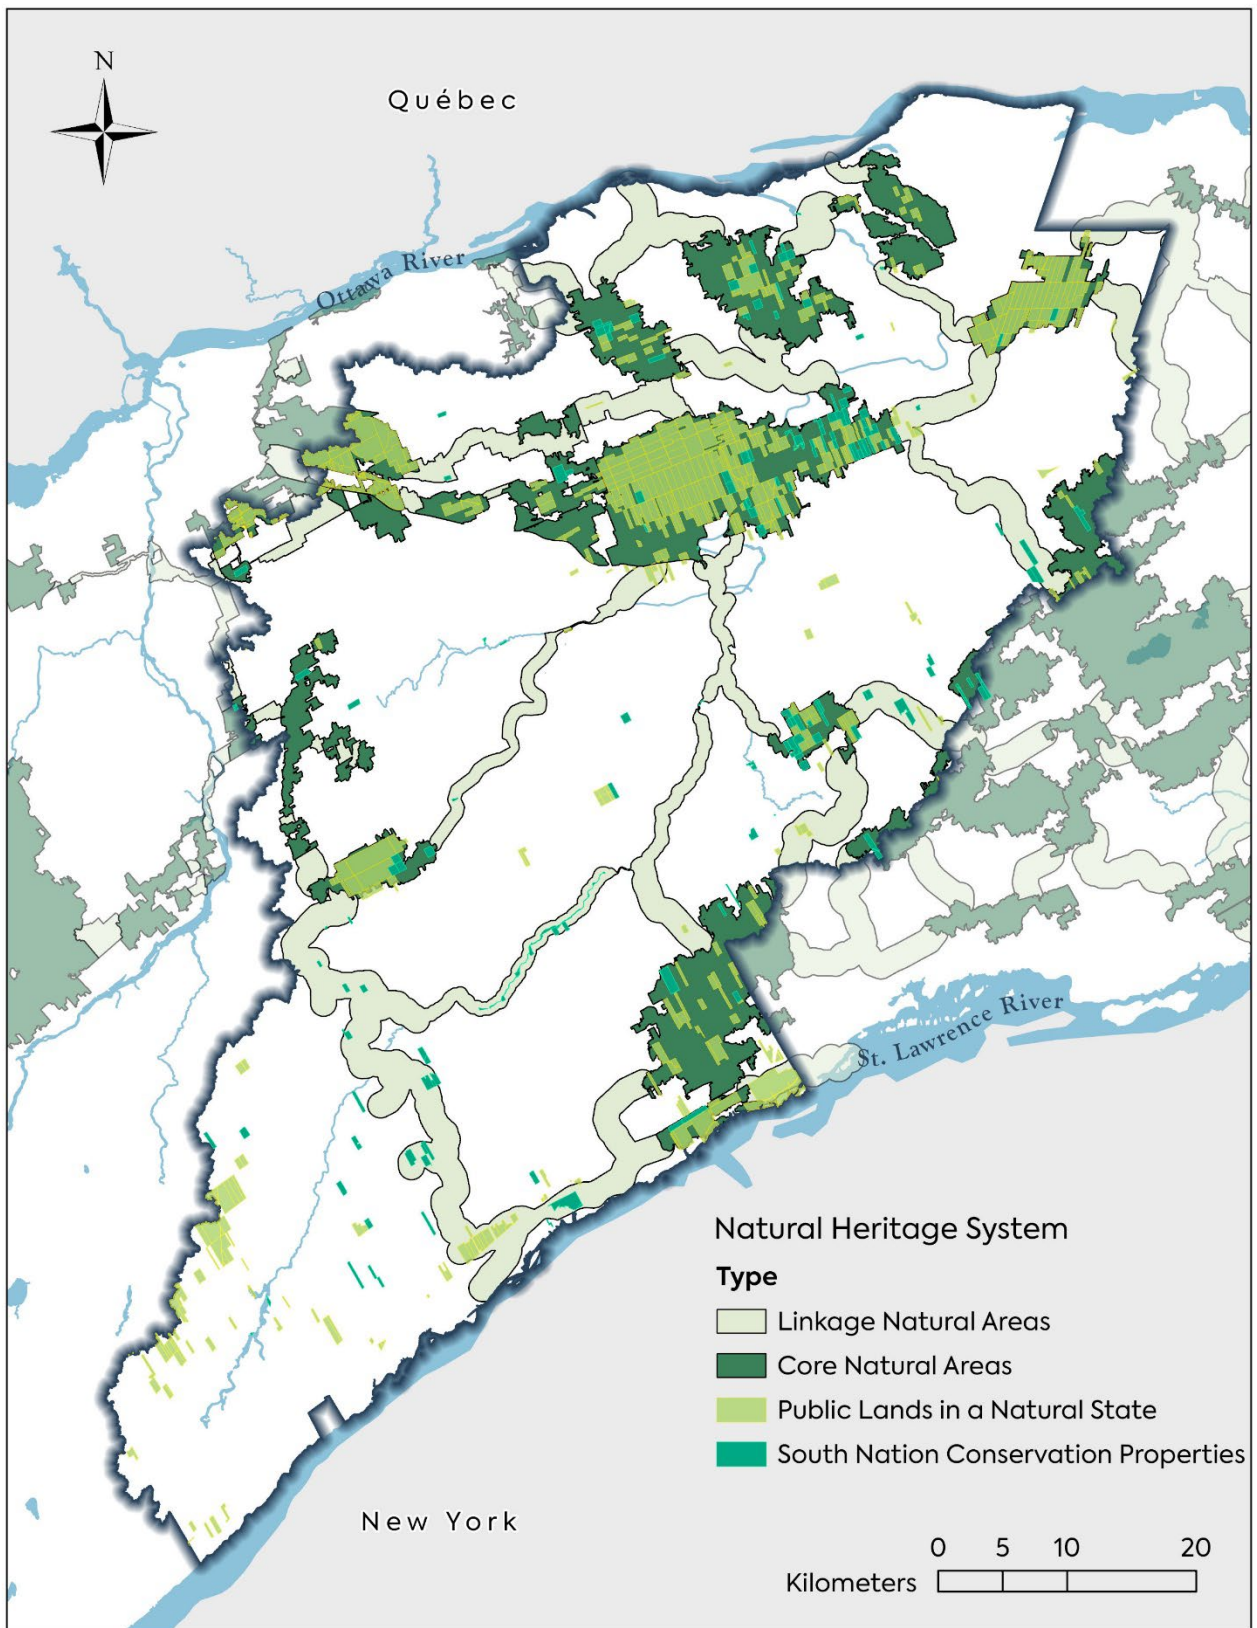 N
Québec
Ottawa River
St. Lawrence River
Natural Heritage System
Type
Linkage Natural Areas
Core Natural Areas
Public Lands in a Natural State
South Nation Conservation Properties
New York
0 5 10 20
Kilometers